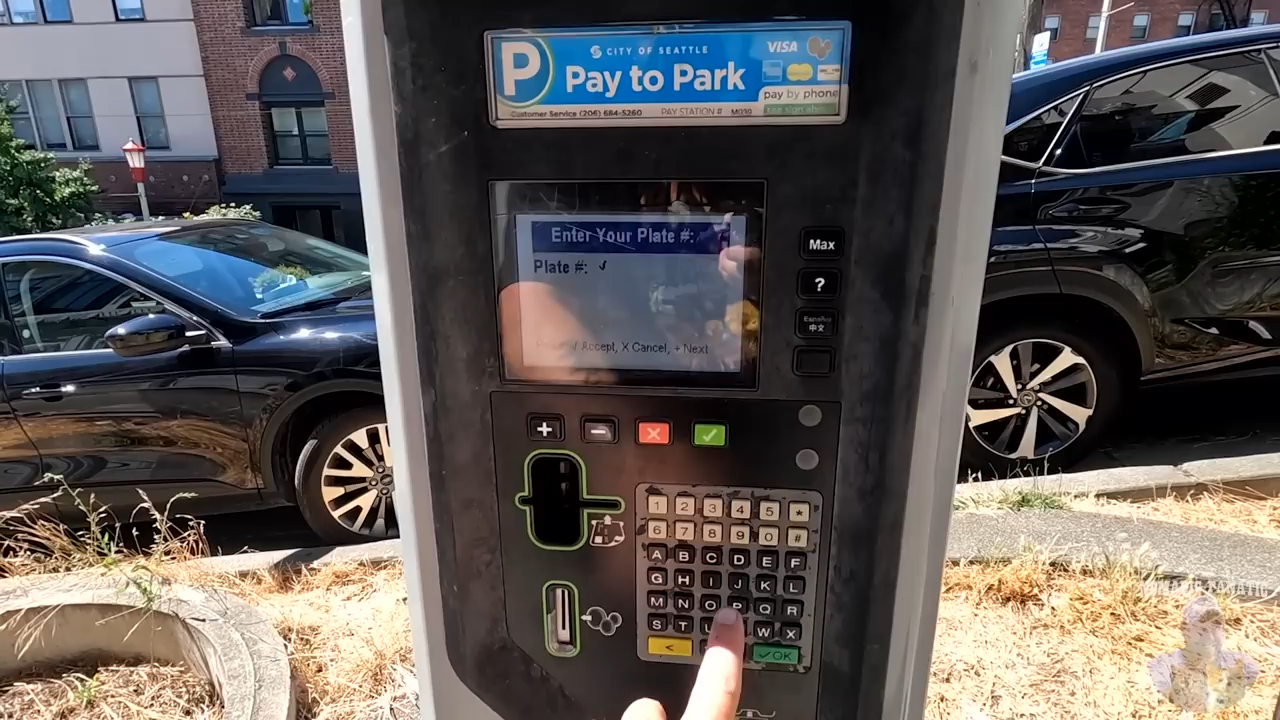 P
CITY OF SEATTLE
Pay to Park
VISA
pay by phone
Customer Service (206) 684-5260 PAY STATION #
Enter Your Plate #:
Plate #: √
√ Accept, X Cancel, + Next
Max
?
Español
中文
+ − X ✓
1 2 3 4 5 *
6 7 8 9 0 #
A B C D E F
G H I J K L
M N O P Q R
S T W X
< ✓OK